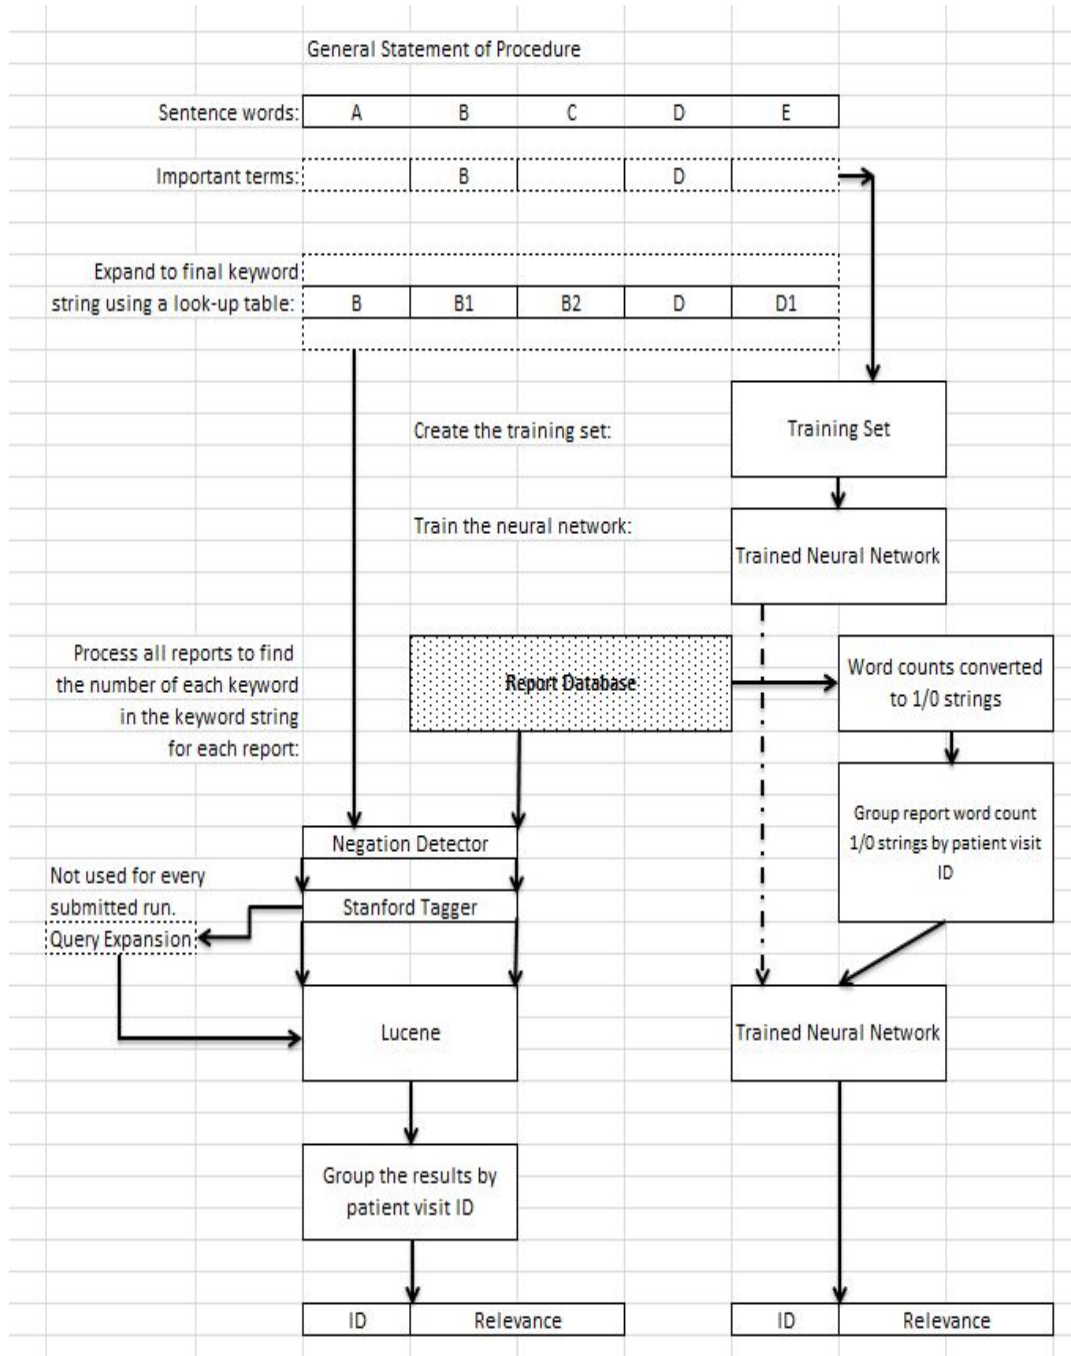 General Statement of Procedure
Sentence words: A B C D E
Important terms: B D
Expand to final keyword
string using a look-up table: B B1 B2 D D1
Create the training set:
Training Set
Train the neural network:
Trained Neural Network
Process all reports to find
the number of each keyword
in the keyword string
for each report:
Report Database
Word counts converted
to 1/0 strings
Group report word count
1/0 strings by patient visit
ID
Negation Detector
Stanford Tagger
Not used for every
submitted run.
Query Expansion
Lucene
Trained Neural Network
Group the results by
patient visit ID
ID Relevance
ID Relevance